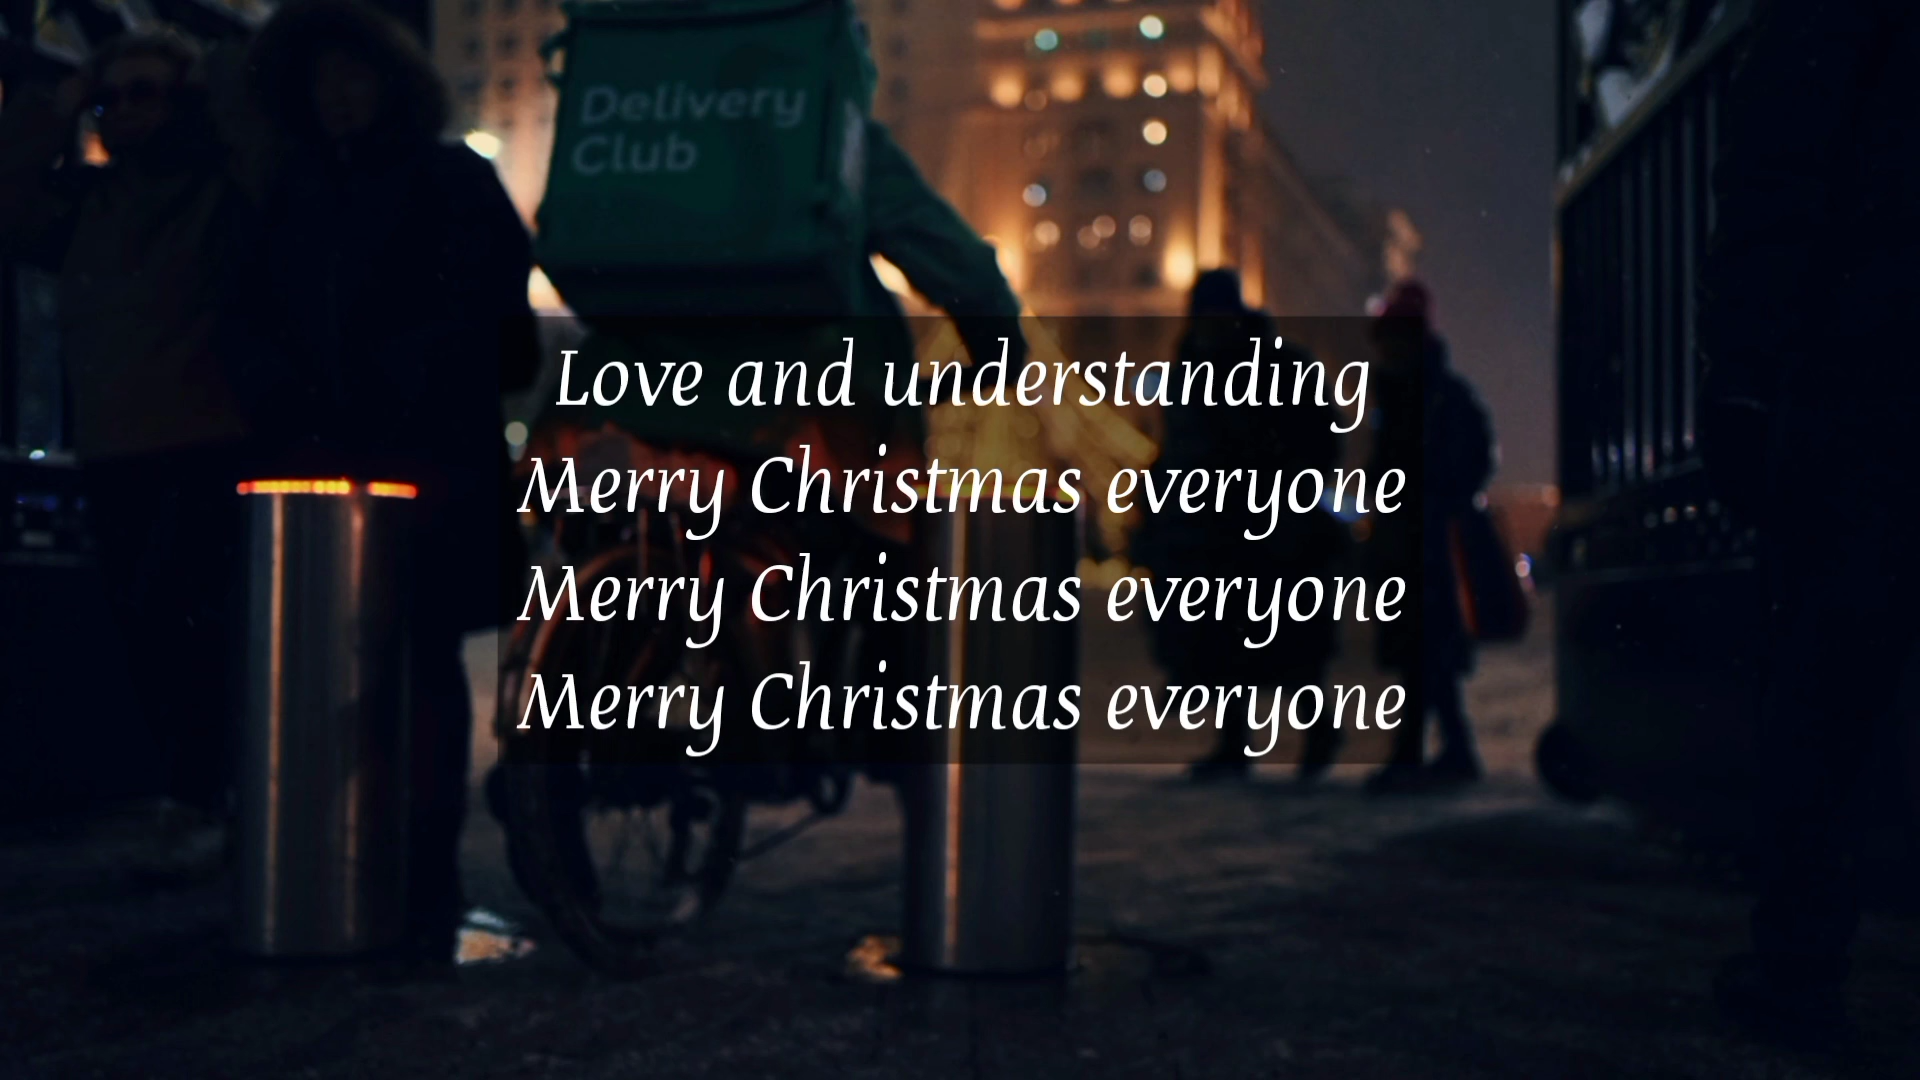 Delivery
Club
Love and understanding
Merry Christmas everyone
Merry Christmas everyone
Merry Christmas everyone